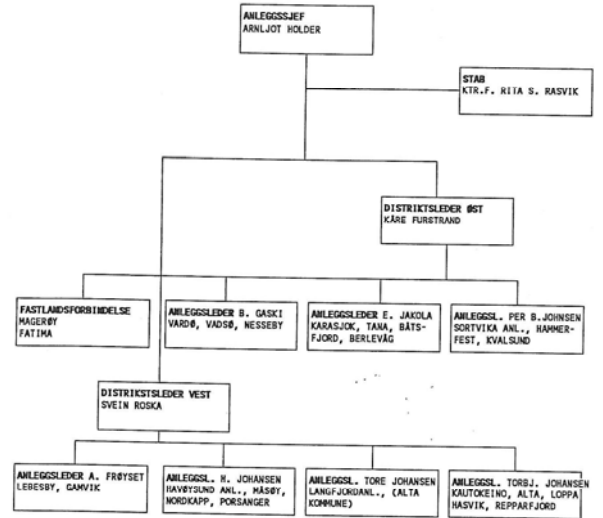 ANLEGGSSJEF
ARNLJOT HOLDER
STAB
KTR.F. RITA S. RASVIK
DISTRIKTSLEDER ØST
KÅRE FURSTRAND
FASTLANDSFORBINDELSE
MAGERØY
FATIMA
ANLEGGSLEDER B. GASKI
VARDØ, VADSØ, NESSEBY
ANLEGGSLEDER E. JAKOLA
KARASJOK, TANA, BÅTS-
FJORD, BERLEVÅG
ANLEGGSL. PER B.JOHNSEN
SORTVIKA ANL., HAMMER-
FEST, KVALSUND
DISTRIKSTSLEDER VEST
SVEIN ROSKA
ANLEGGSLEDER A. FRØYSET
LEBESBY, GAMVIK
ANLEGGSL. H. JOHANSEN
HAVØYSUND ANL., MÅSØY,
NORDKAPP, PORSANGER
ANLEGGSL. TORE JOHANSEN
LANGFJORDANL., (ALTA
KOMMUNE)
ANLEGGSL. TORBJ. JOHANSEN
KAUTOKEINO, ALTA, LOPPA
HASVIK, REPPARFJORD